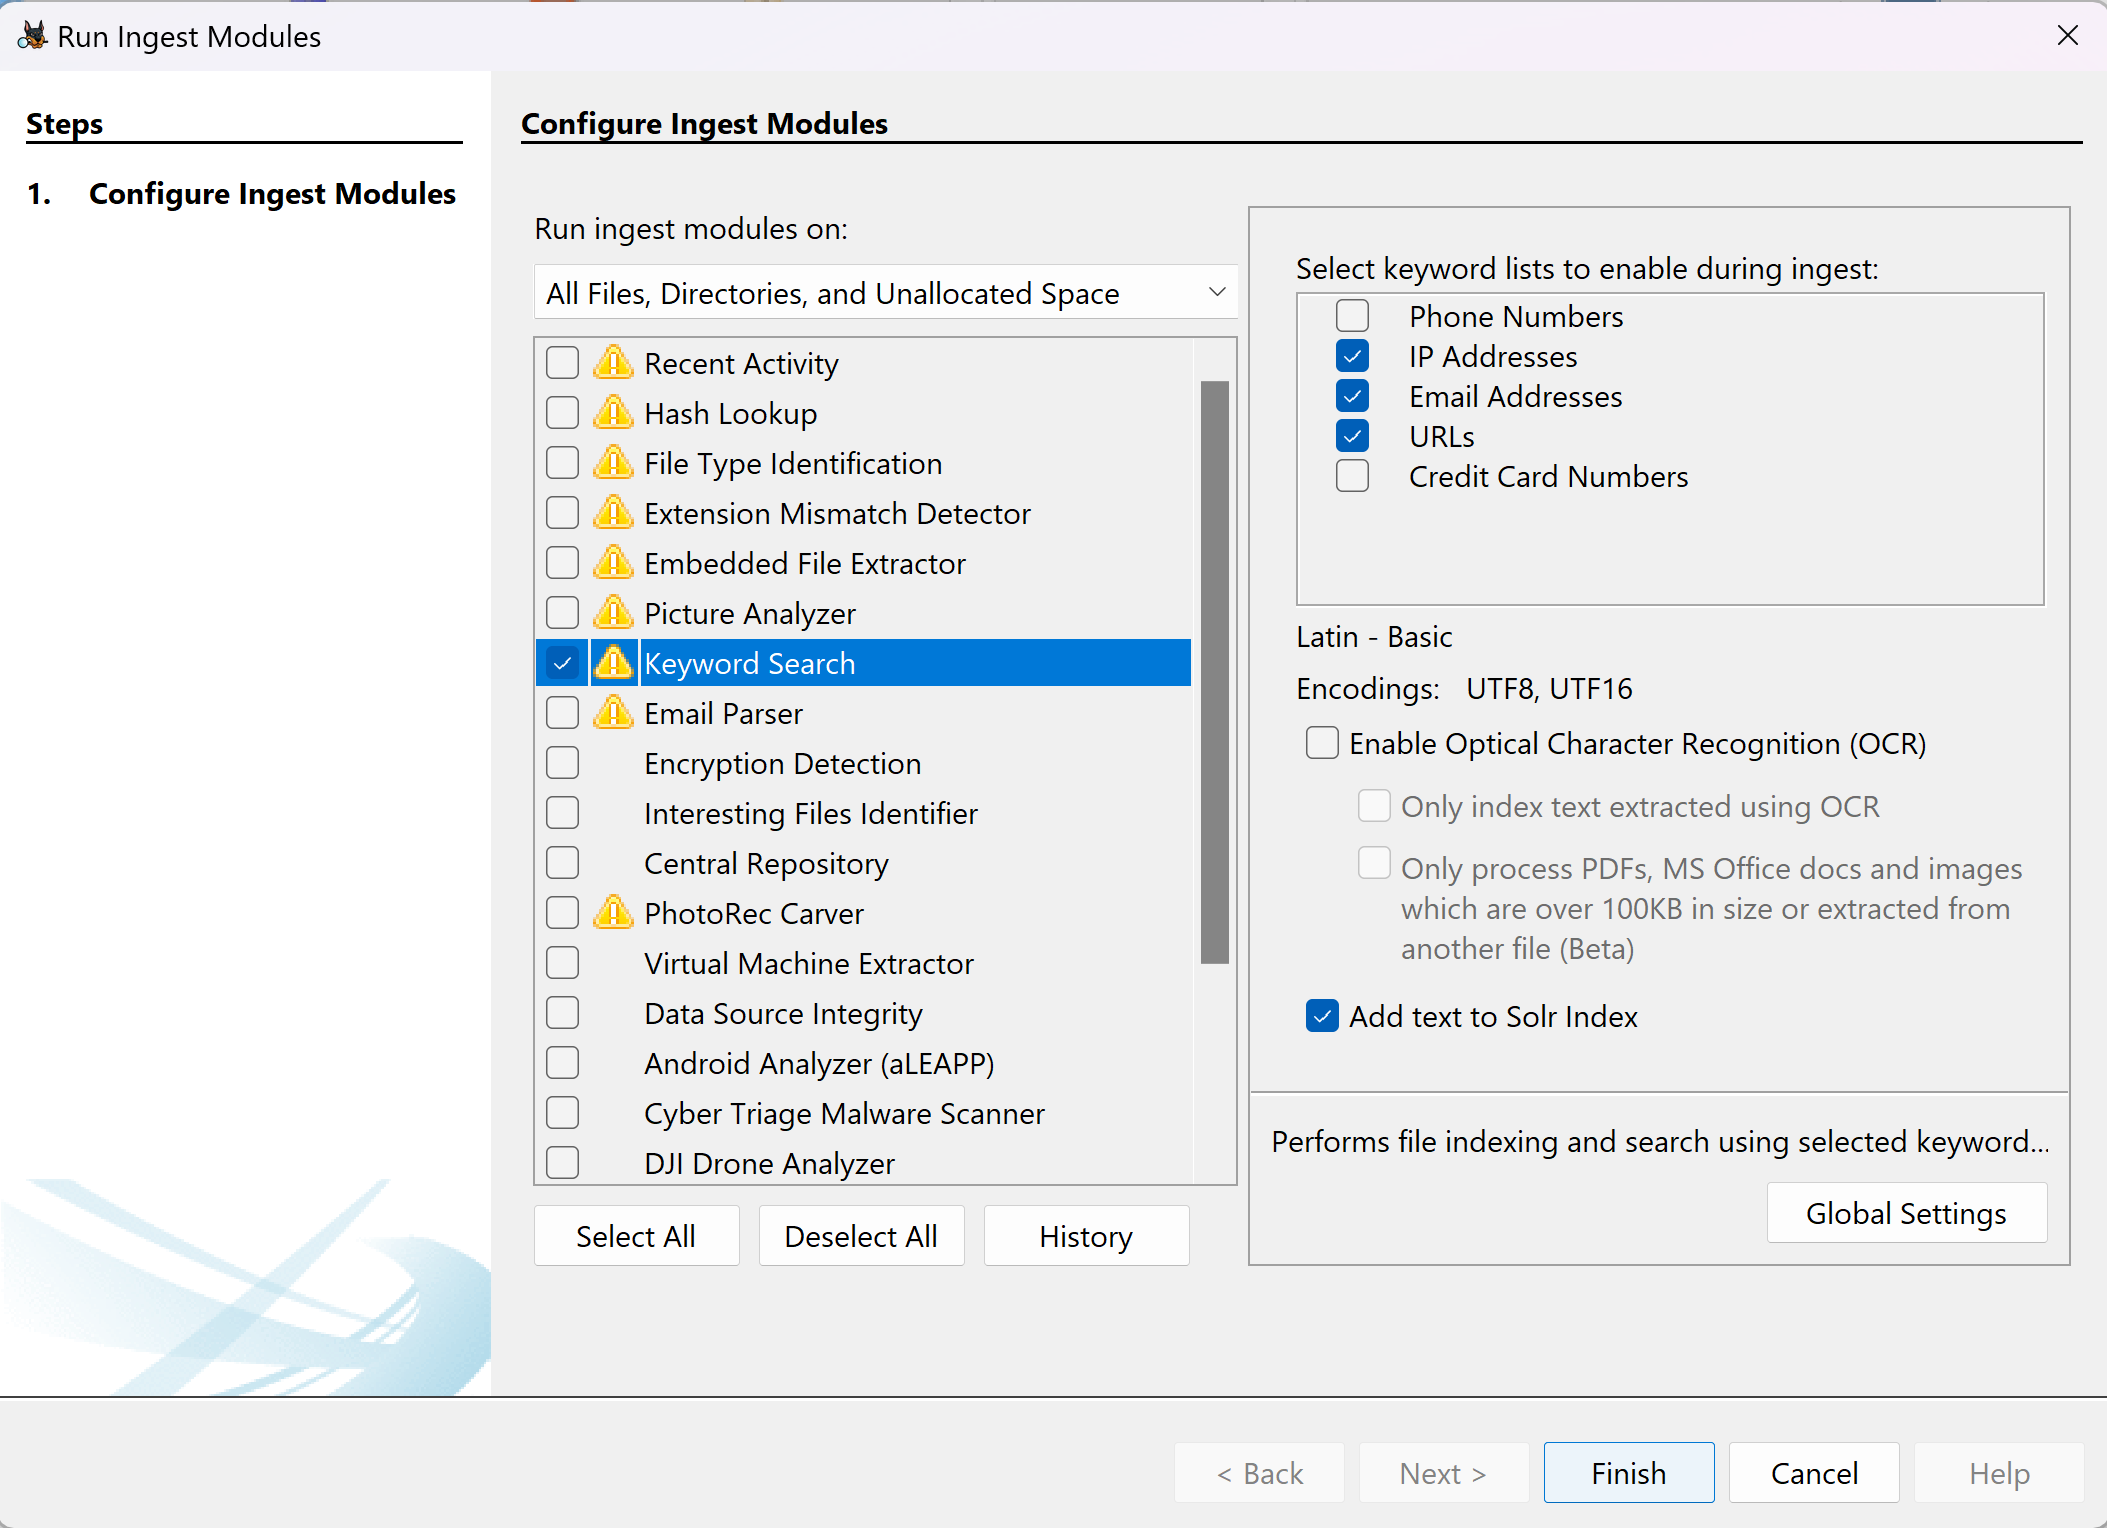 Run Ingest Modules
Steps
1. Configure Ingest Modules
Configure Ingest Modules
Run ingest modules on:
All Files, Directories, and Unallocated Space
Recent Activity
Hash Lookup
File Type Identification
Extension Mismatch Detector
Embedded File Extractor
Picture Analyzer
Keyword Search
Email Parser
Encryption Detection
Interesting Files Identifier
Central Repository
PhotoRec Carver
Virtual Machine Extractor
Data Source Integrity
Android Analyzer (aLEAPP)
Cyber Triage Malware Scanner
DJI Drone Analyzer
Select All
Deselect All
History
Select keyword lists to enable during ingest:
Phone Numbers
IP Addresses
Email Addresses
URLs
Credit Card Numbers
Latin - Basic
Encodings: UTF8, UTF16
Enable Optical Character Recognition (OCR)
Only index text extracted using OCR
Only process PDFs, MS Office docs and images
which are over 100KB in size or extracted from
another file (Beta)
Add text to Solr Index
Performs file indexing and search using selected keyword...
Global Settings
< Back
Next >
Finish
Cancel
Help